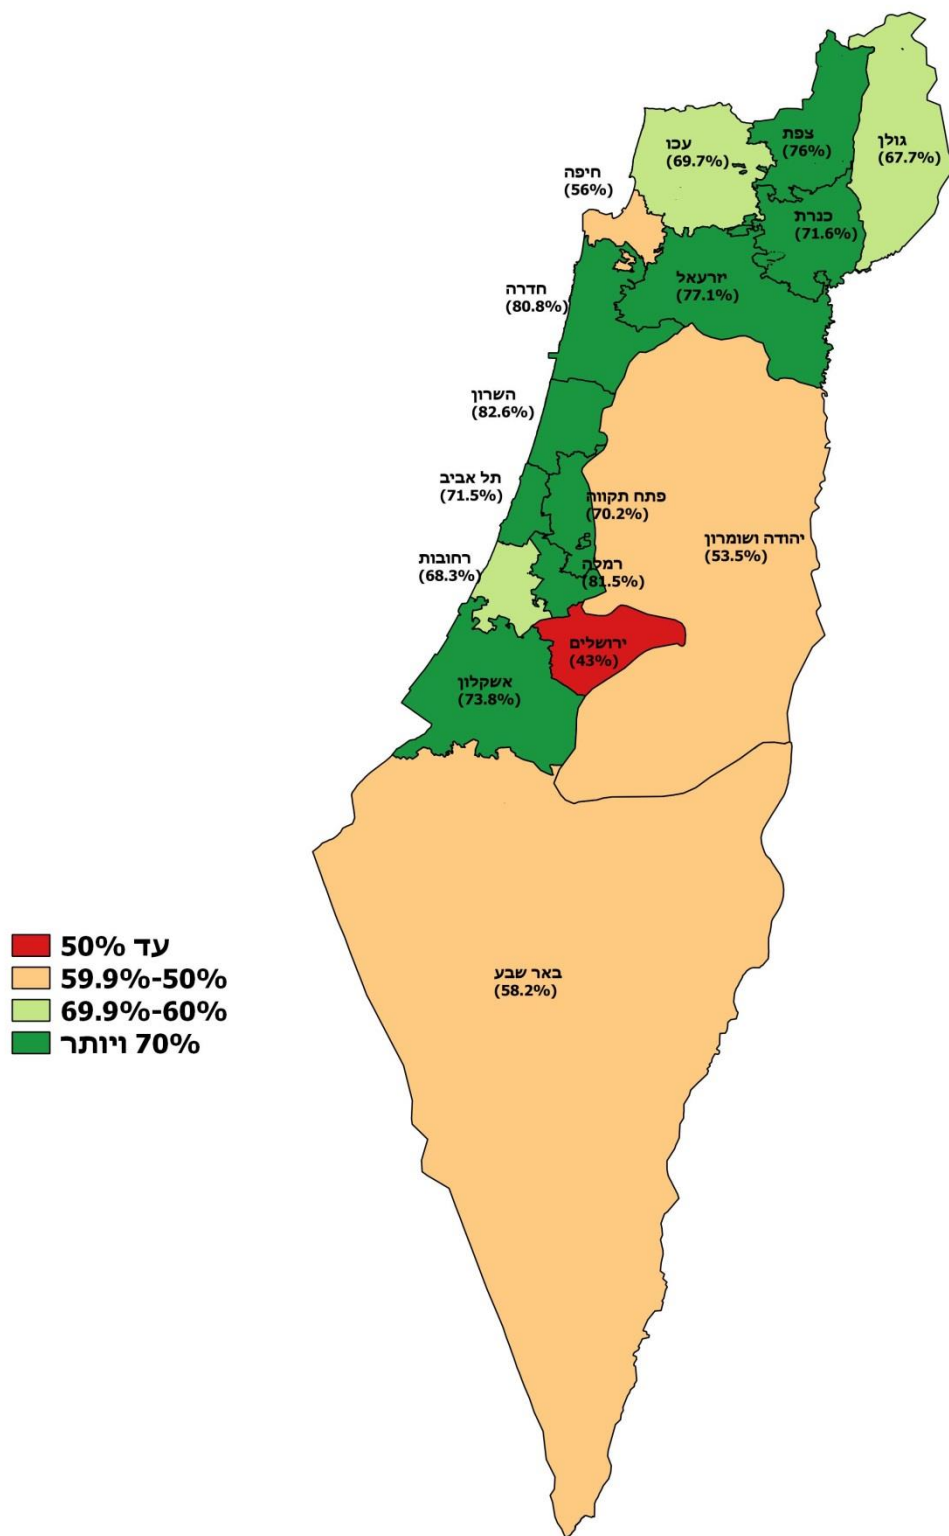 צפת
(76%)
גולן
(67.7%)
עכו
(69.7%)
חיפה
(56%)
כנרת
(71.6%)
יזרעאל
(77.1%)
חדרה
(80.8%)
השרון
(82.6%)
תל אביב
(71.5%)
פתח תקווה
(70.2%)
יהודה ושומרון
(53.5%)
רחובות
(68.3%)
רמלה
(81.5%)
ירושלים
(43%)
אשקלון
(73.8%)
באר שבע
(58.2%)
עד 50%
59.9%-50%
69.9%-60%
70% ויותר